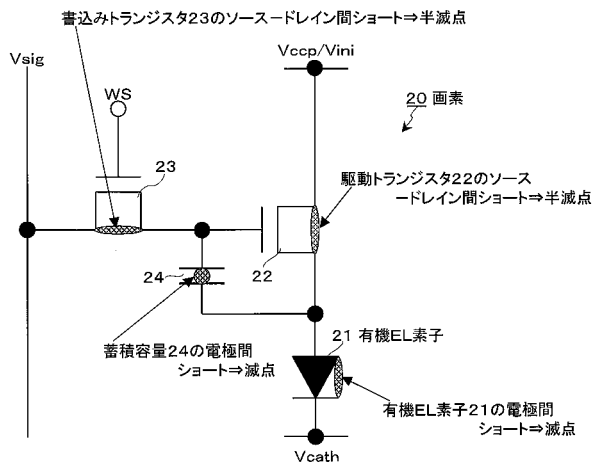 書込みトランジスタ23のソースードレイン間ショート⇒半滅点
Vsig
Vccp/Vini
WS
20 画素
23
駆動トランジスタ22のソース
ードレイン間ショート⇒半滅点
22
24
蓄積容量24の電極間
ショート⇒滅点
21 有機EL素子
有機EL素子21の電極間
ショート⇒滅点
Vcath